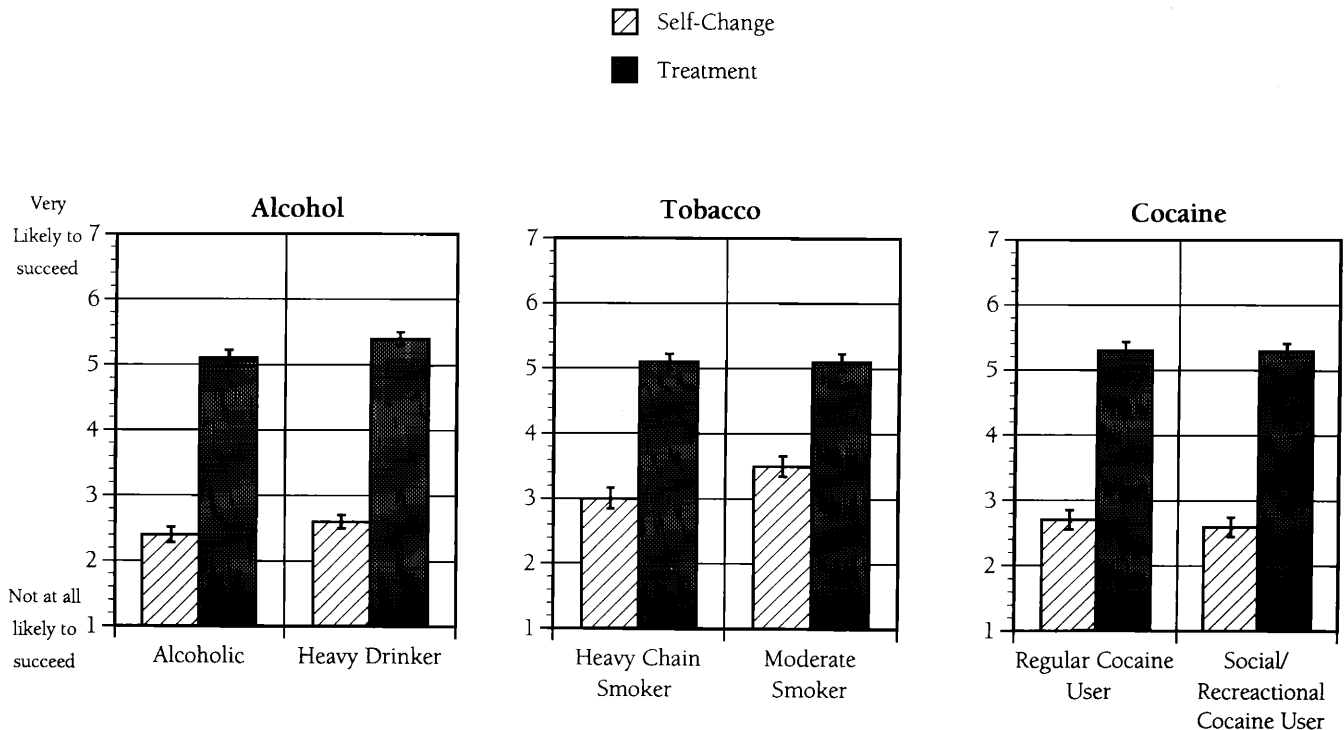 Self-Change
Treatment
Very
Likely to
succeed
Not at all
likely to
succeed
Alcohol
7
6
5
4
3
2
1
Alcoholic
Heavy Drinker
Tobacco
7
6
5
4
3
2
1
Heavy Chain
Smoker
Moderate
Smoker
Cocaine
7
6
5
4
3
2
1
Regular Cocaine
User
Social/
Recreactional
Cocaine User